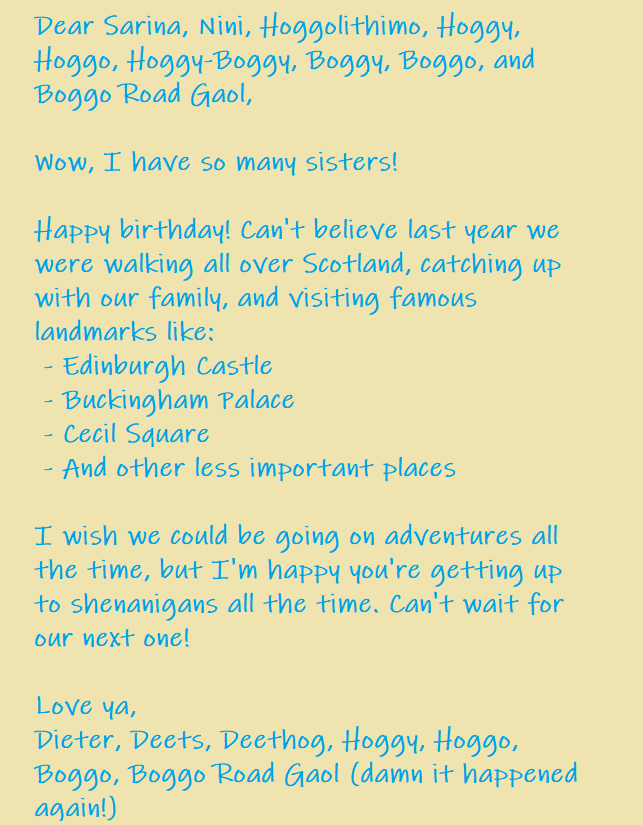 Dear Sarina, Nini, Hoggolithimo, Hoggy,
Hoggo, Hoggy-Boggy, Boggy, Boggo, and
Boggo Road Gaol,
Wow, I have so many sisters!
Happy birthday! Can't believe last year we
were walking all over Scotland, catching up
with our family, and visiting famous
landmarks like:
- Edinburgh Castle
- Buckingham Palace
- Cecil Square
- And other less important places
I wish we could be going on adventures all
the time, but I'm happy you're getting up
to shenanigans all the time. Can't wait for
our next one!
Love ya,
Dieter, Deets, Deethog, Hoggy, Hoggo,
Boggo, Boggo Road Gaol (damn it happened
again!)